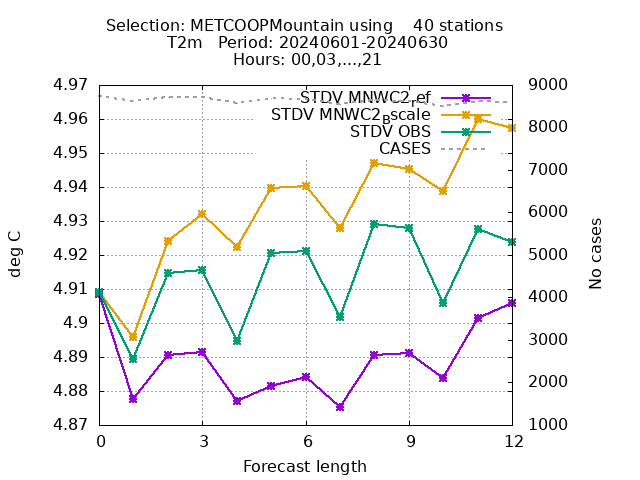 Selection: METCOOPMountain using    40 stations
T2m   Period: 20240601-20240630
Hours: 00,03,...,21
4.97
4.96
4.95
4.94
4.93
4.92
4.91
4.9
4.89
4.88
4.87
9000
8000
7000
6000
5000
4000
3000
2000
1000
STDV MNWC2_ref
STDV MNWC2_Bscale
STDV OBS
CASES
deg C
No cases
0 3 6 9 12
Forecast length